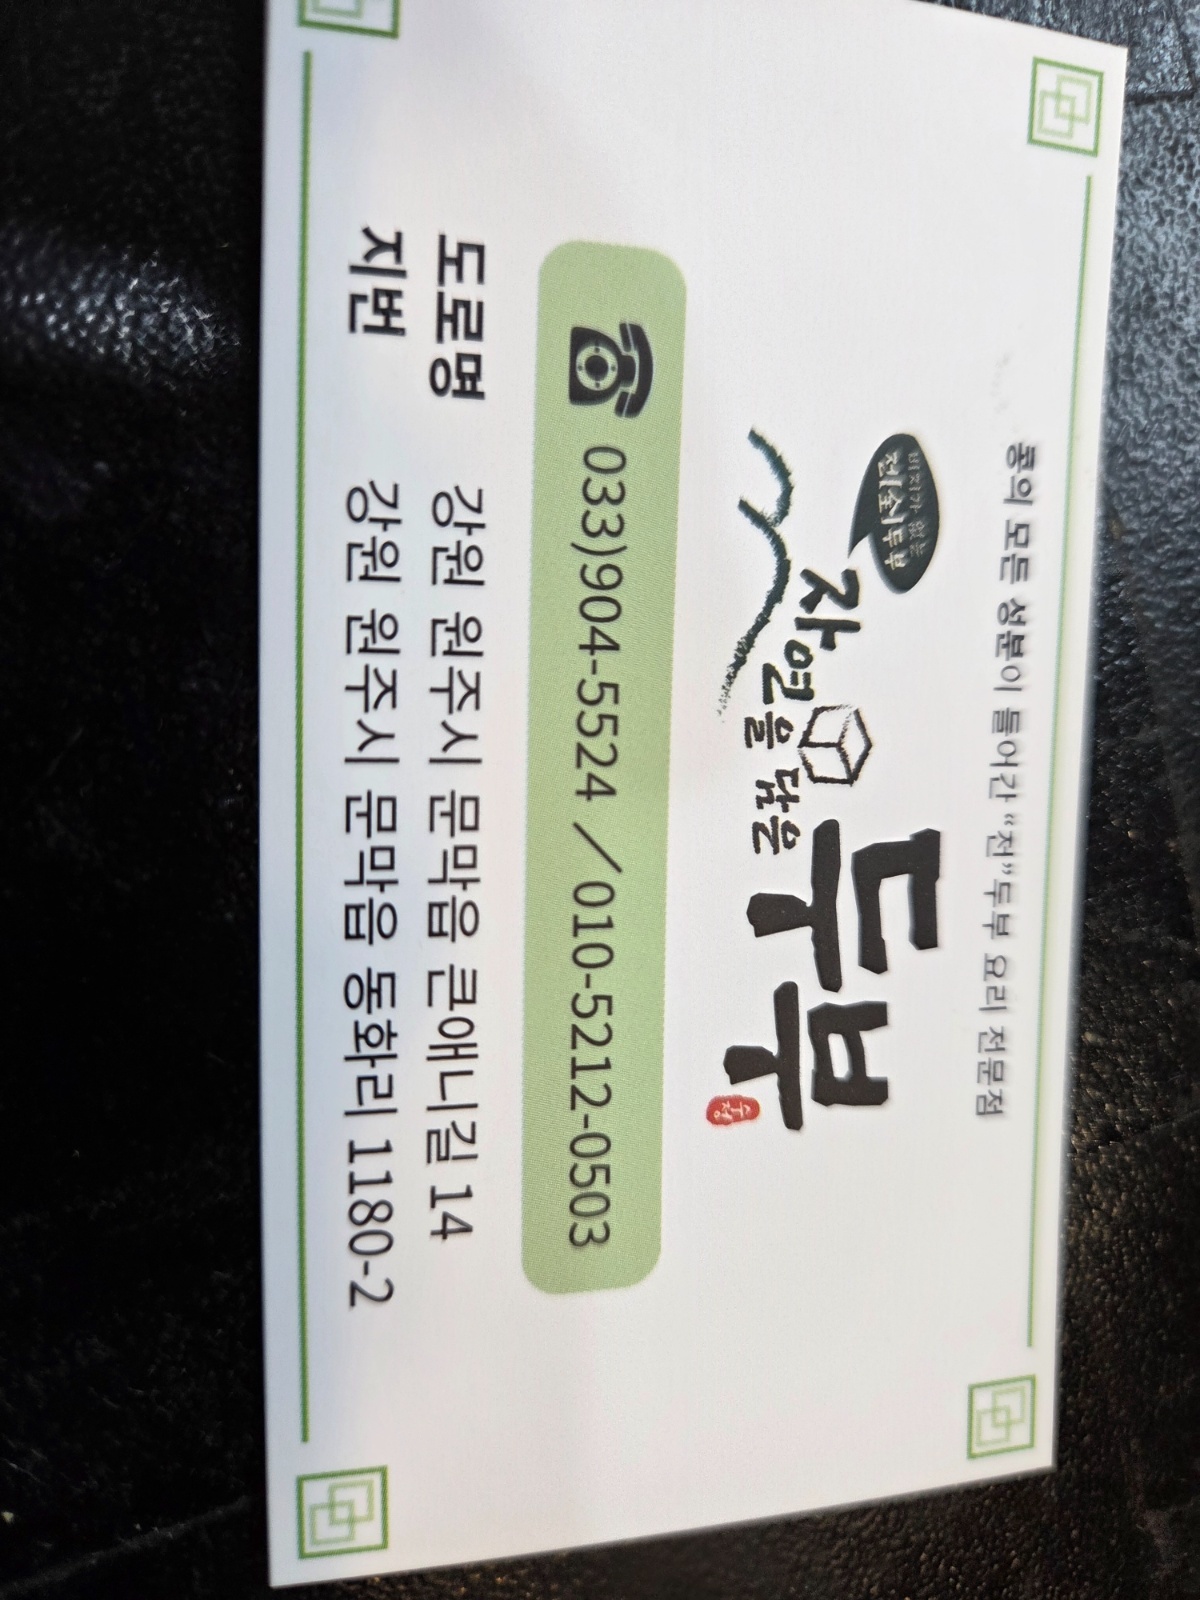 콩의 모든 성분이 들어간 “전”두부 요리 전문점
비지가 없는
전(全)두부
자연을 담은
두부
033)904-5524 /010-5212-0503
도로명 강원 원주시 문막읍 큰애니길 14
지번 강원 원주시 문막읍 동화리 1180-2